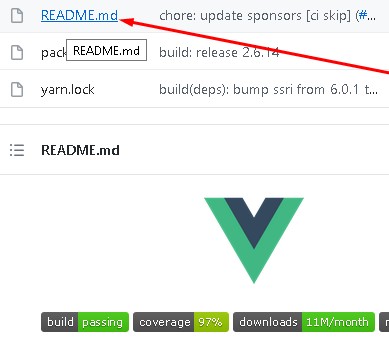 README.md chore: update sponsors [ci skip] (#...
README.md
build: release 2.6.14
yarn.lock build(deps): bump ssri from 6.0.1 t...
README.md
build passing coverage 97% downloads 11M/month